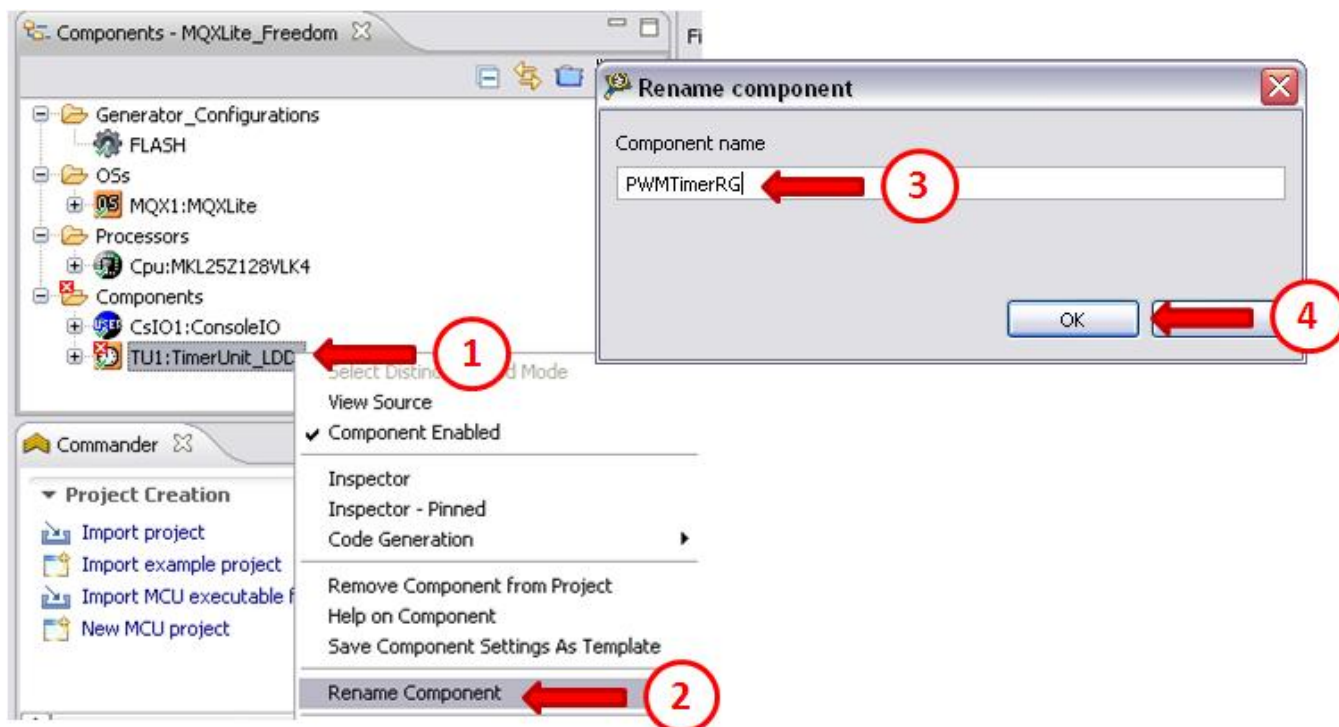 Components - MQXLite_Freedom
Fi
Generator_Configurations
FLASH
OSs
MQX1:MQXLite
Processors
Cpu:MKL25Z128VLK4
Components
CsIO1:ConsoleIO
TU1:TimerUnit_LDD
1
Rename component
Component name
PWMTimerRG
3
OK
4
Select Distinct d Mode
View Source
Component Enabled
Inspector
Inspector - Pinned
Code Generation
Remove Component from Project
Help on Component
Save Component Settings As Template
Rename Component
2
Commander
Project Creation
Import project
Import example project
Import MCU executable f
New MCU project